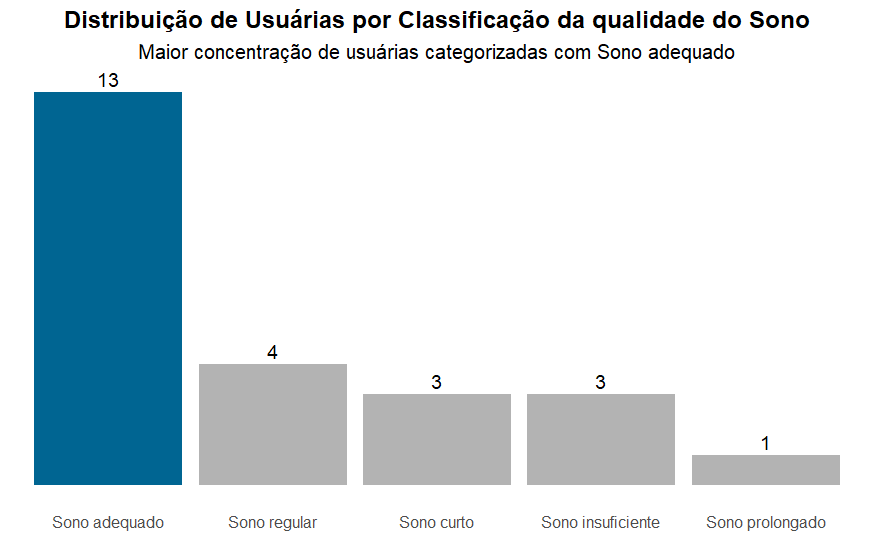 Distribuição de Usuárias por Classificação da qualidade do Sono
Maior concentração de usuárias categorizadas com Sono adequado
13
4
3
3
1
Sono adequado
Sono regular
Sono curto
Sono insuficiente
Sono prolongado